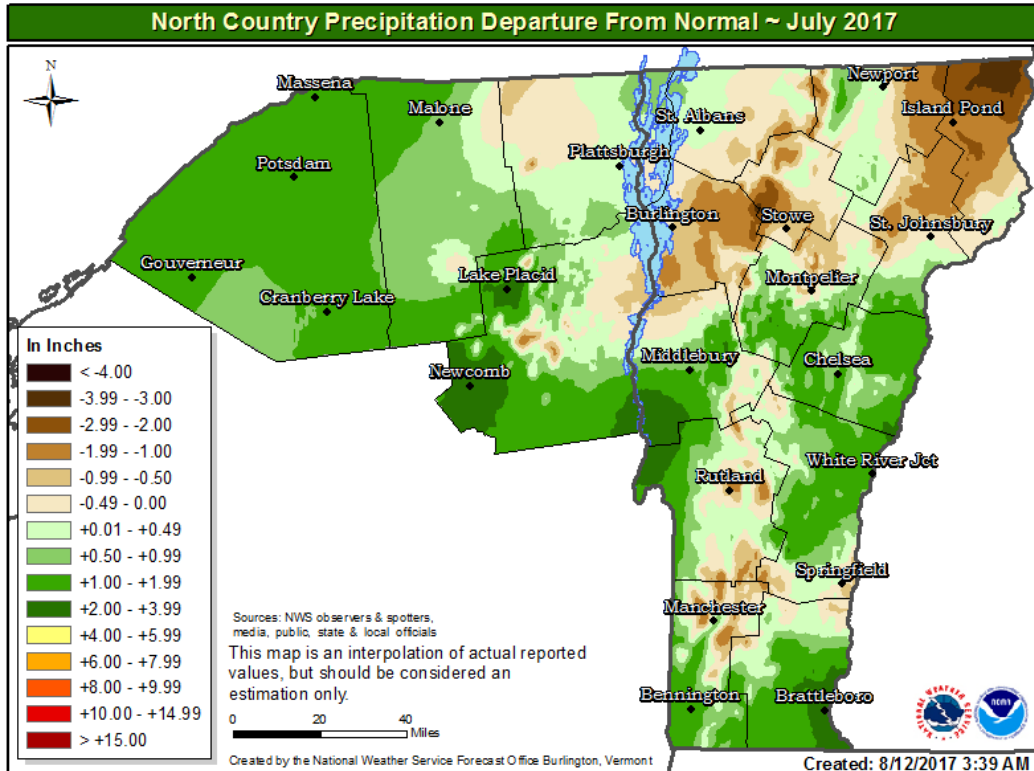 North Country Precipitation Departure From Normal ~ July 2017
N
Massena
Malone
Newport
Island Pond
St. Albans
Potsdam
Plattsburgh
Burlington
Stowe
St. Johnsbury
Gouverneur
Lake Placid
Montpelier
Cranberry Lake
Newcomb
Middlebury
Chelsea
Rutland
White River Jct
Springfield
Manchester
Bennington
Brattleboro
In Inches
< -4.00
-3.99 - -3.00
-2.99 - -2.00
-1.99 - -1.00
-0.99 - -0.50
-0.49 - 0.00
+0.01 - +0.49
+0.50 - +0.99
+1.00 - +1.99
+2.00 - +3.99
+4.00 - +5.99
+6.00 - +7.99
+8.00 - +9.99
+10.00 - +14.99
> +15.00
Sources: NWS observers & spotters,
media, public, state & local officials
This map is an interpolation of actual reported
values, but should be considered an
estimation only.
0 20 40
Miles
Created by the National Weather Service Forecast Office Burlington, Vermont
NATIONAL WEATHER SERVICE
noaa
Created: 8/12/2017 3:39 AM